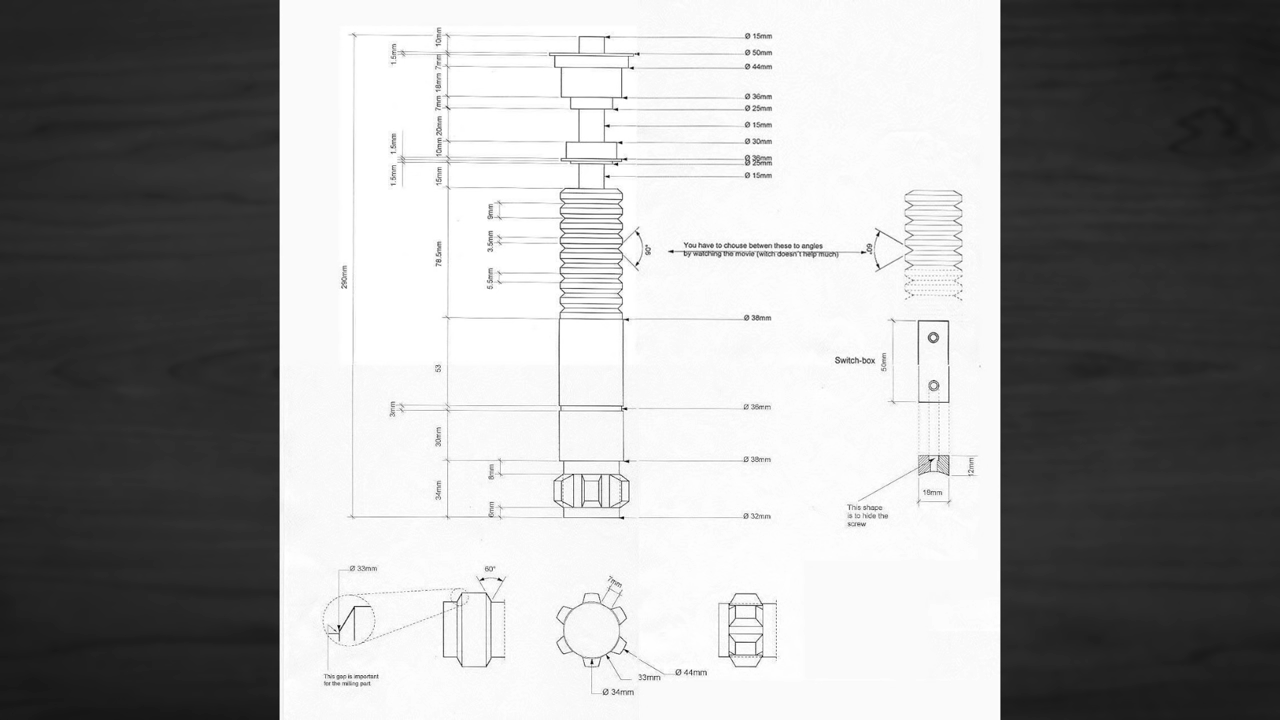 10mm
Ø 15mm
1.5mm
Ø 50mm
7mm
Ø 44mm
18mm
Ø 36mm
7mm
Ø 25mm
20mm
Ø 15mm
1.5mm
10mm
Ø 30mm
Ø 36mm
Ø 25mm
1.5mm
15mm
Ø 15mm
9mm
3.5mm
5.5mm
78.5mm
290mm
90°
You have to chouse betwen these to angles
by watching the movie (witch doesn't help much)
60°
Ø 38mm
Switch-box
50mm
53
3mm
Ø 36mm
30mm
Ø 38mm
8mm
34mm
6mm
Ø 32mm
12mm
18mm
This shape
is to hide the
screw
Ø 33mm
60°
7mm
This gap is important
for the milling part.
Ø 44mm
33mm
Ø 34mm